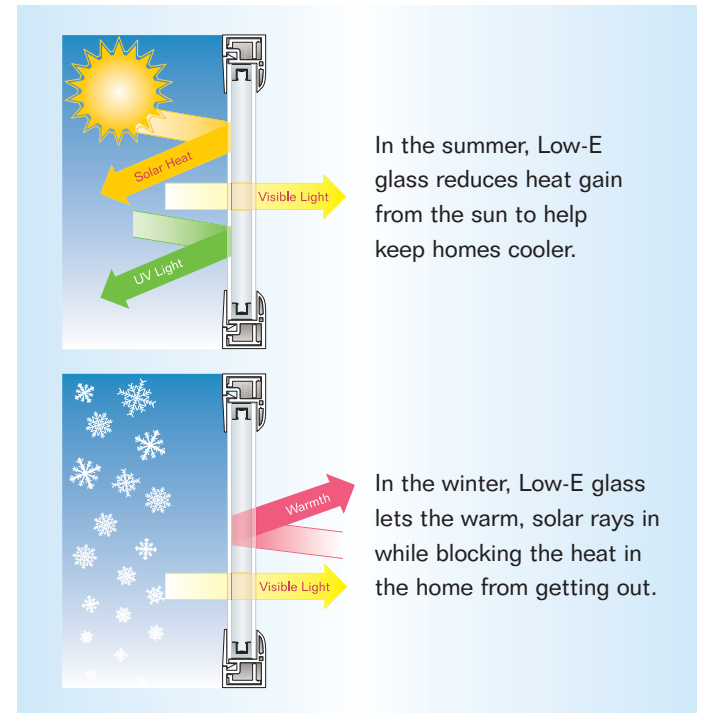 Solar Heat
Visible Light
UV Light
In the summer, Low-E
glass reduces heat gain
from the sun to help
keep homes cooler.
Warmth
Visible Light
In the winter, Low-E glass
lets the warm, solar rays in
while blocking the heat in
the home from getting out.